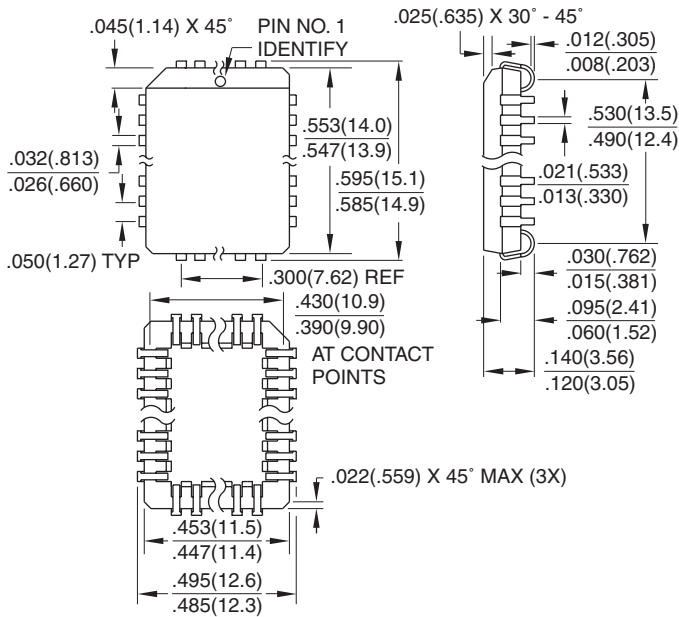 .045(1.14) X 45°
PIN NO. 1
IDENTIFY
.025(.635) X 30° - 45°
.012(.305)
.008(.203)
.553(14.0)
.547(13.9)
.530(13.5)
.490(12.4)
.032(.813)
.026(.660)
.595(15.1)
.585(14.9)
.021(.533)
.013(.330)
.050(1.27) TYP
.300(7.62) REF
.030(.762)
.015(.381)
.430(10.9)
.390(9.90)
AT CONTACT
POINTS
.095(2.41)
.060(1.52)
.140(3.56)
.120(3.05)
.022(.559) X 45° MAX (3X)
.453(11.5)
.447(11.4)
.495(12.6)
.485(12.3)